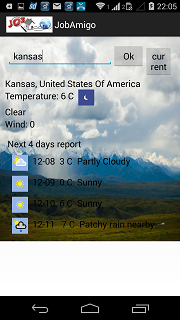 22:05
JobAmigo
kansas
Ok
cur
rent
Kansas, United States Of America
Temperature: 6 C
Clear
Wind: 0
Next 4 days report
12-08 3 C Partly Cloudy
12-09 0 C Sunny
12-10 6 C Sunny
12-11 7 C Patchy rain nearby